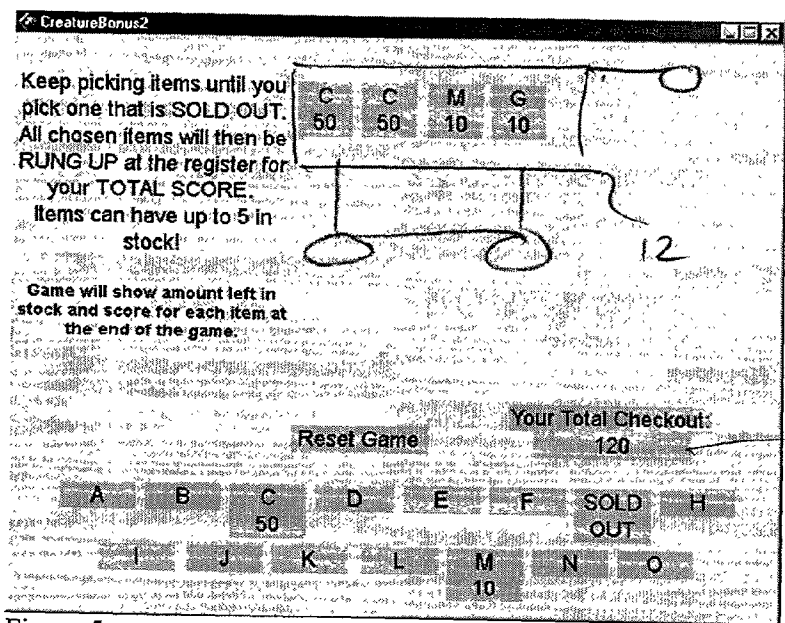 CreatureBonus2
Keep picking items until you
pick one that is SOLD OUT.
All chosen items will then be
RUNG UP at the register for
your TOTAL SCORE.
Items can have up to 5 in
stock!
Game will show amount left in
stock and score for each item at
the end of the game.
C C M G
50 50 10 10
12
Your Total Checkout:
120
Reset Game
A B C D E F SOLD H
50 OUT
I J K L M N O
10